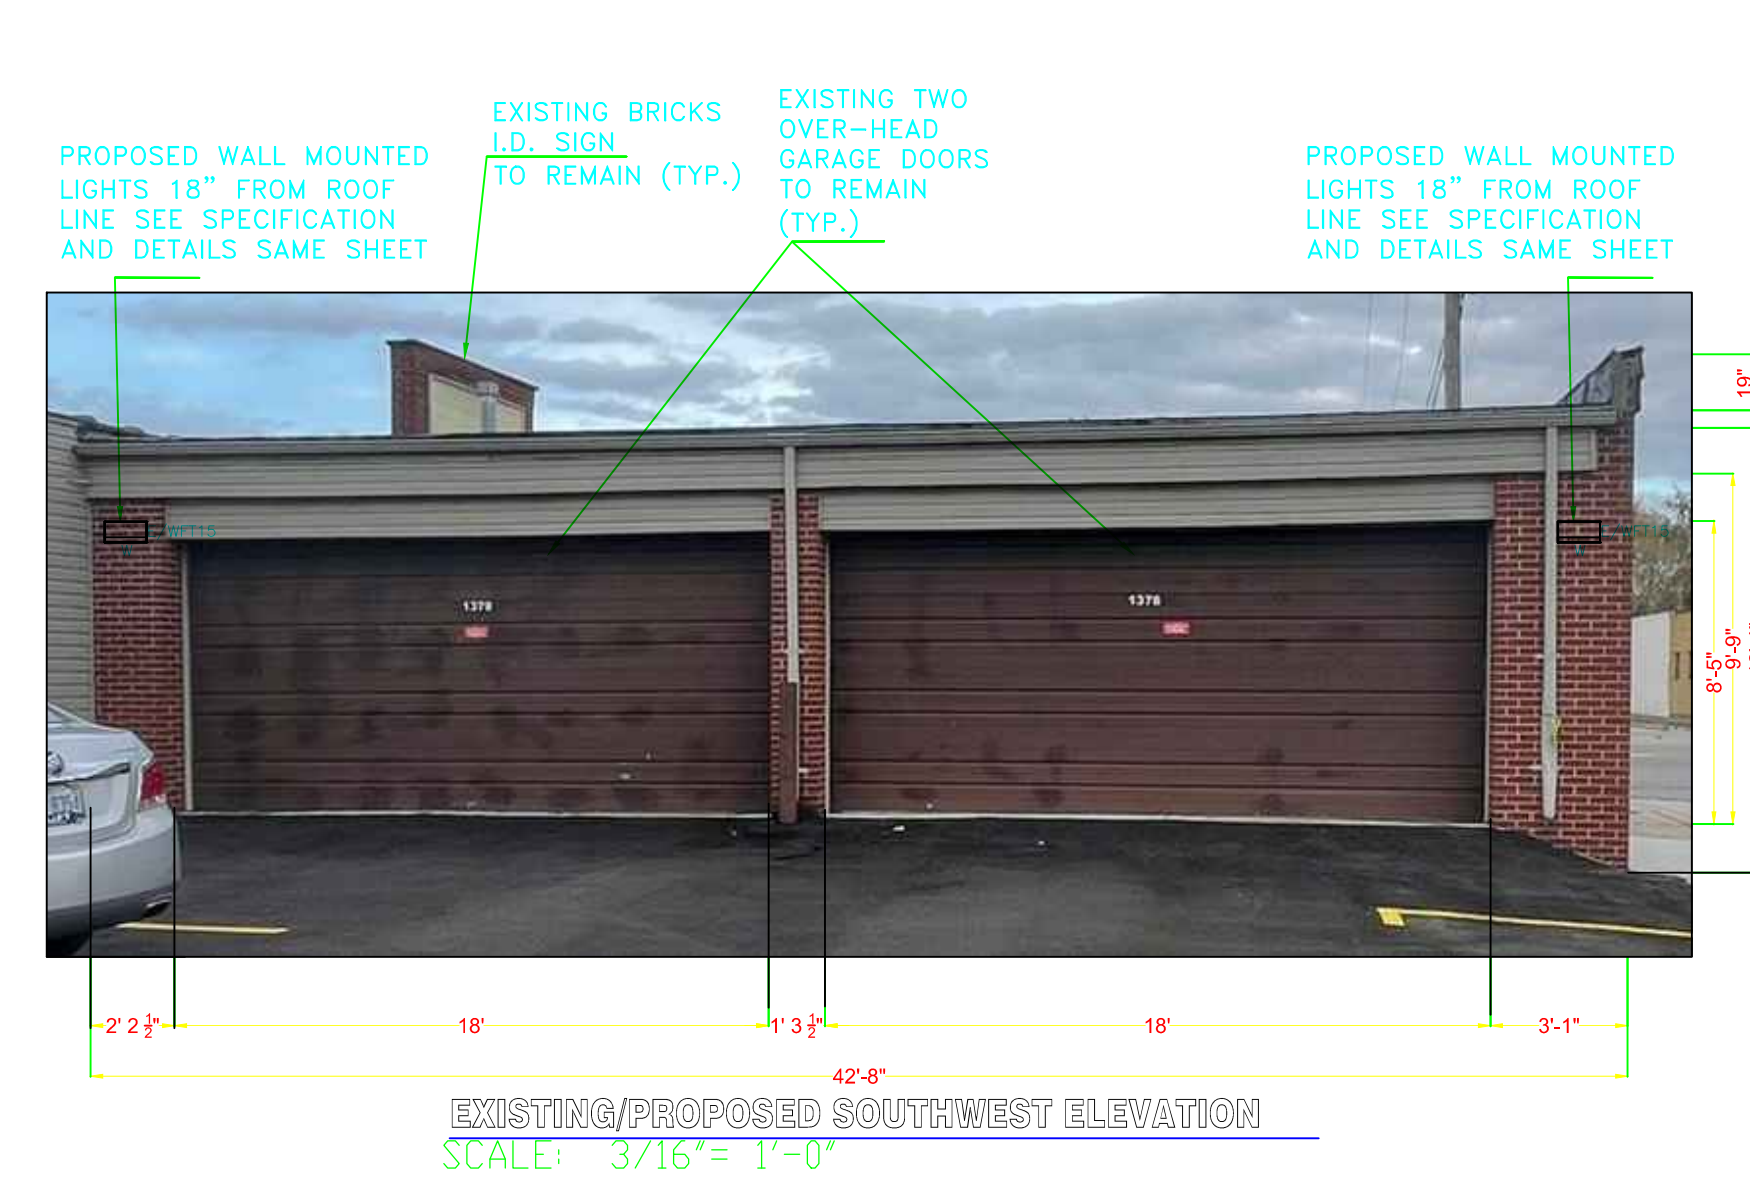 EXISTING TWO
OVER-HEAD
GARAGE DOORS
TO REMAIN
(TYP.)
EXISTING BRICKS
I.D. SIGN
TO REMAIN (TYP.)
PROPOSED WALL MOUNTED
LIGHTS 18” FROM ROOF
LINE SEE SPECIFICATION
AND DETAILS SAME SHEET
PROPOSED WALL MOUNTED
LIGHTS 18” FROM ROOF
LINE SEE SPECIFICATION
AND DETAILS SAME SHEET
19"
/WFT15
W
/WFT15
W
1378
1378
8'-5"
9'-9"
2' 2 1/2"
18'
1' 3 1/2"
18'
3'-1"
42'-8"
EXISTING/PROPOSED SOUTHWEST ELEVATION
SCALE: 3/16"= 1'-0"